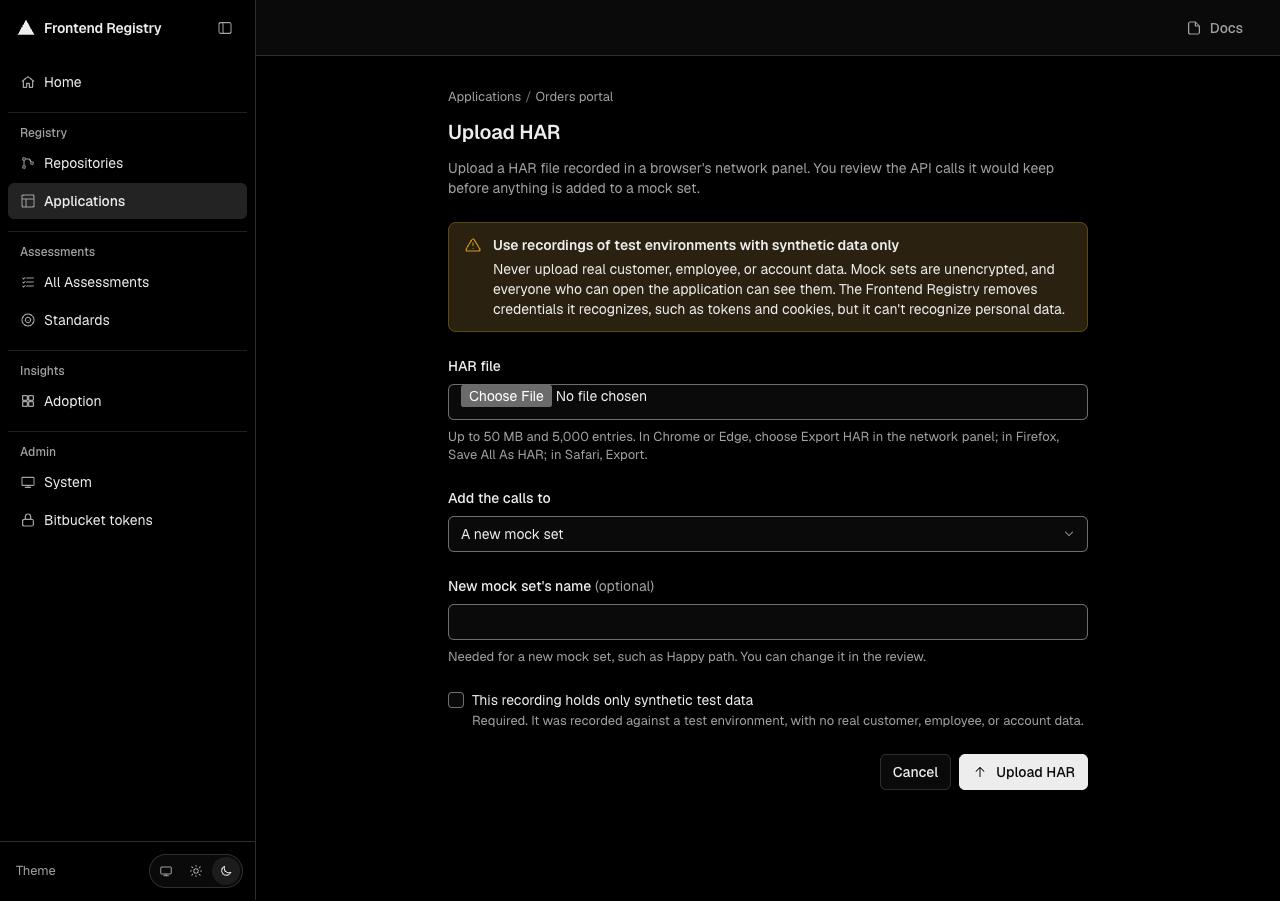 Frontend Registry
Docs
Home
Registry
Repositories
Applications
Assessments
All Assessments
Standards
Insights
Adoption
Admin
System
Bitbucket tokens
Theme
Applications / Orders portal
Upload HAR
Upload a HAR file recorded in a browser's network panel. You review the API calls it would keep
before anything is added to a mock set.
Use recordings of test environments with synthetic data only
Never upload real customer, employee, or account data. Mock sets are unencrypted, and
everyone who can open the application can see them. The Frontend Registry removes
credentials it recognizes, such as tokens and cookies, but it can't recognize personal data.
HAR file
Choose File No file chosen
Up to 50 MB and 5,000 entries. In Chrome or Edge, choose Export HAR in the network panel; in Firefox,
Save All As HAR; in Safari, Export.
Add the calls to
A new mock set
New mock set's name (optional)
Needed for a new mock set, such as Happy path. You can change it in the review.
This recording holds only synthetic test data
Required. It was recorded against a test environment, with no real customer, employee, or account data.
Cancel
Upload HAR